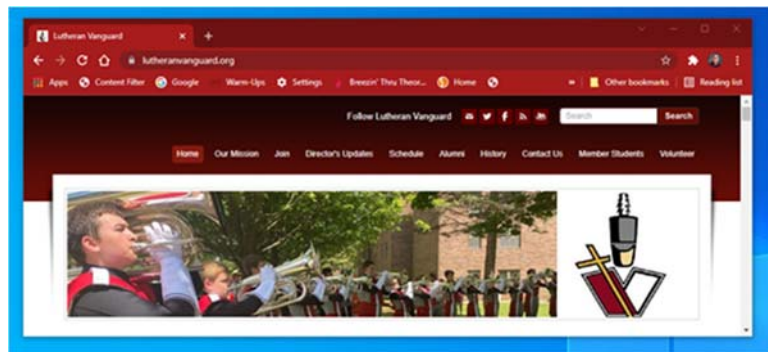 Lutheran Vanguard
lutheranvanguard.org
Apps Content Filter Google Warm-Ups Settings Breezin' Thru Theor... Home Other bookmarks Reading list
Follow Lutheran Vanguard Search Search
Home Our Mission Join Director's Updates Schedule Alumni History Contact Us Member Students Volunteer